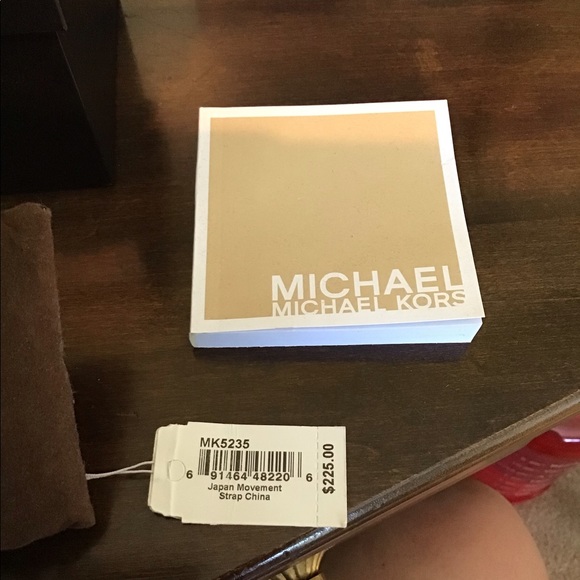 MICHAEL
MICHAEL KORS
MK5235
6 91464 48220 6
Japan Movement
Strap China
$225.00